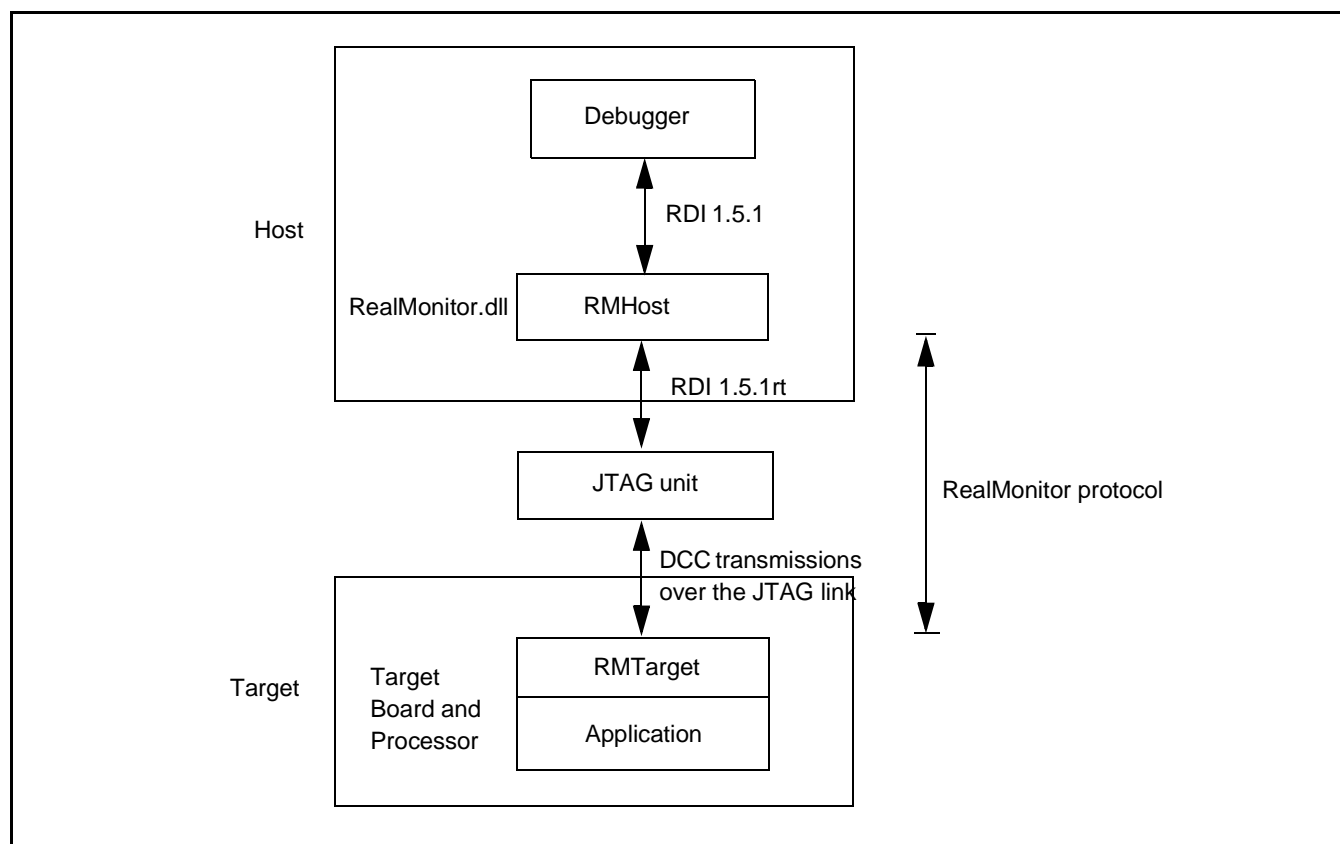 Debugger
RDI 1.5.1
Host
RealMonitor.dll
RMHost
RDI 1.5.1rt
JTAG unit
RealMonitor protocol
DCC transmissions
over the JTAG link
RMTarget
Target
Target
Board and
Processor
Application